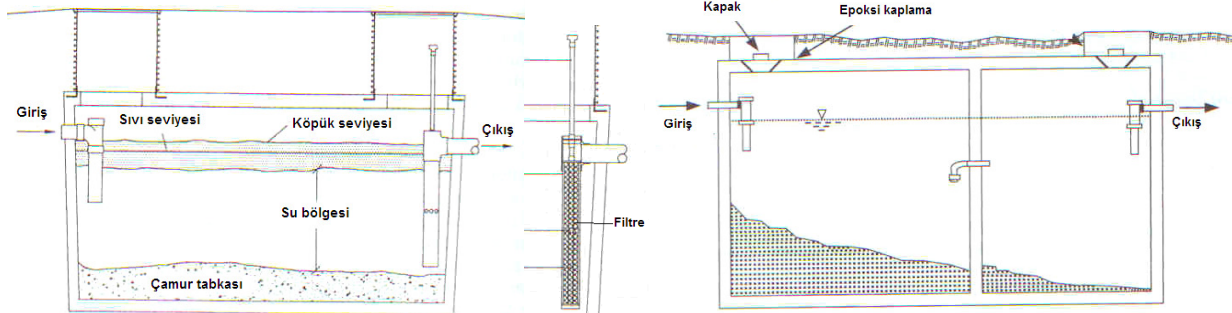 Giriş
Sıvı seviyesi
Köpük seviyesi
Çıkış
Su bölgesi
Çamur tabkası
Filtre
Kapak
Epoksi kaplama
Giriş
Çıkış